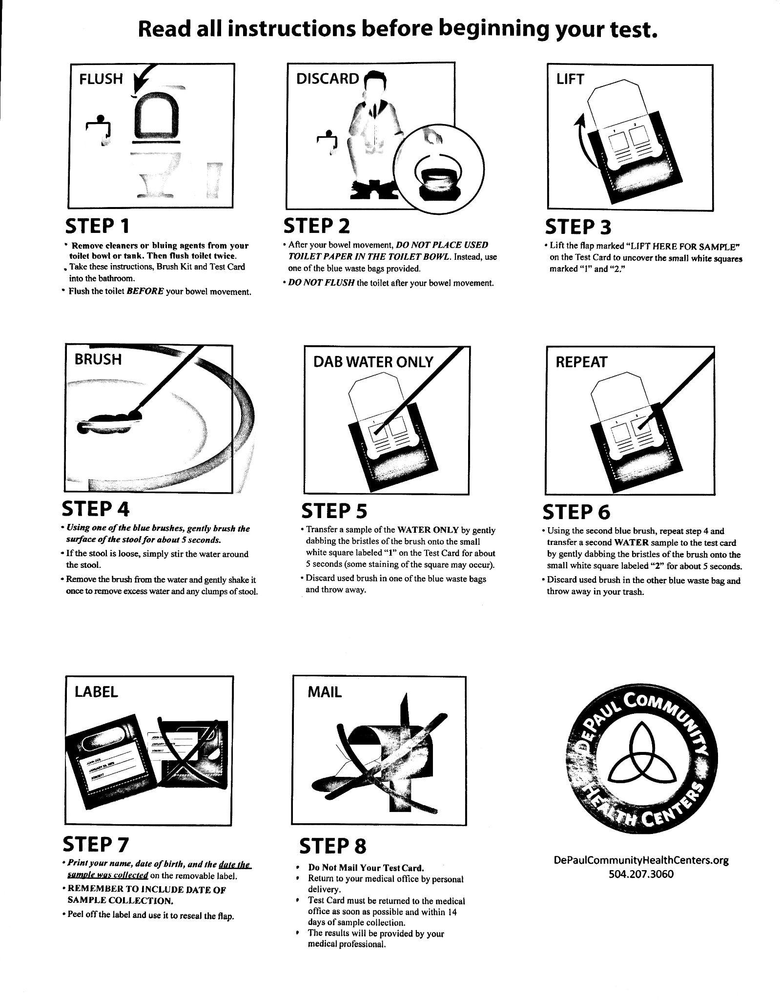 Read all instructions before beginning your test.
FLUSH
STEP 1
• Remove cleaners or bluing agents from your
toilet bowl or tank. Then flush toilet twice.
• Take these instructions, Brush Kit and Test Card
into the bathroom.
• Flush the toilet BEFORE your bowel movement.
DISCARD
STEP 2
• After your bowel movement, DO NOT PLACE USED
TOILET PAPER IN THE TOILET BOWL. Instead, use
one of the blue waste bags provided.
• DO NOT FLUSH the toilet after your bowel movement.
LIFT
1 2
STEP 3
• Lift the flap marked “LIFT HERE FOR SAMPLE”
on the Test Card to uncover the small white squares
marked “1” and “2.”
BRUSH
STEP 4
• Using one of the blue brushes, gently brush the
surface of the stool for about 5 seconds.
• If the stool is loose, simply stir the water around
the stool.
• Remove the brush from the water and gently shake it
once to remove excess water and any clumps of stool.
DAB WATER ONLY
1
STEP 5
• Transfer a sample of the WATER ONLY by gently
dabbing the bristles of the brush onto the small
white square labeled “1” on the Test Card for about
5 seconds (some staining of the square may occur).
• Discard used brush in one of the blue waste bags
and throw away.
REPEAT
1 2
STEP 6
• Using the second blue brush, repeat step 4 and
transfer a second WATER sample to the test card
by gently dabbing the bristles of the brush onto the
small white square labeled “2” for about 5 seconds.
• Discard used brush in the other blue waste bag and
throw away in your trash.
LABEL
JOHN DOE
JANUARY
JOHN DOE
STEP 7
• Print your name, date of birth, and the date the
sample was collected on the removable label.
• REMEMBER TO INCLUDE DATE OF
SAMPLE COLLECTION.
• Peel off the label and use it to reseal the flap.
MAIL
STEP 8
• Do Not Mail Your Test Card.
• Return to your medical office by personal
delivery.
• Test Card must be returned to the medical
office as soon as possible and within 14
days of sample collection.
• The results will be provided by your
medical professional.
DEPAUL COMMUNITY
HEALTH CENTERS
DePaulCommunityHealthCenters.org
504.207.3060